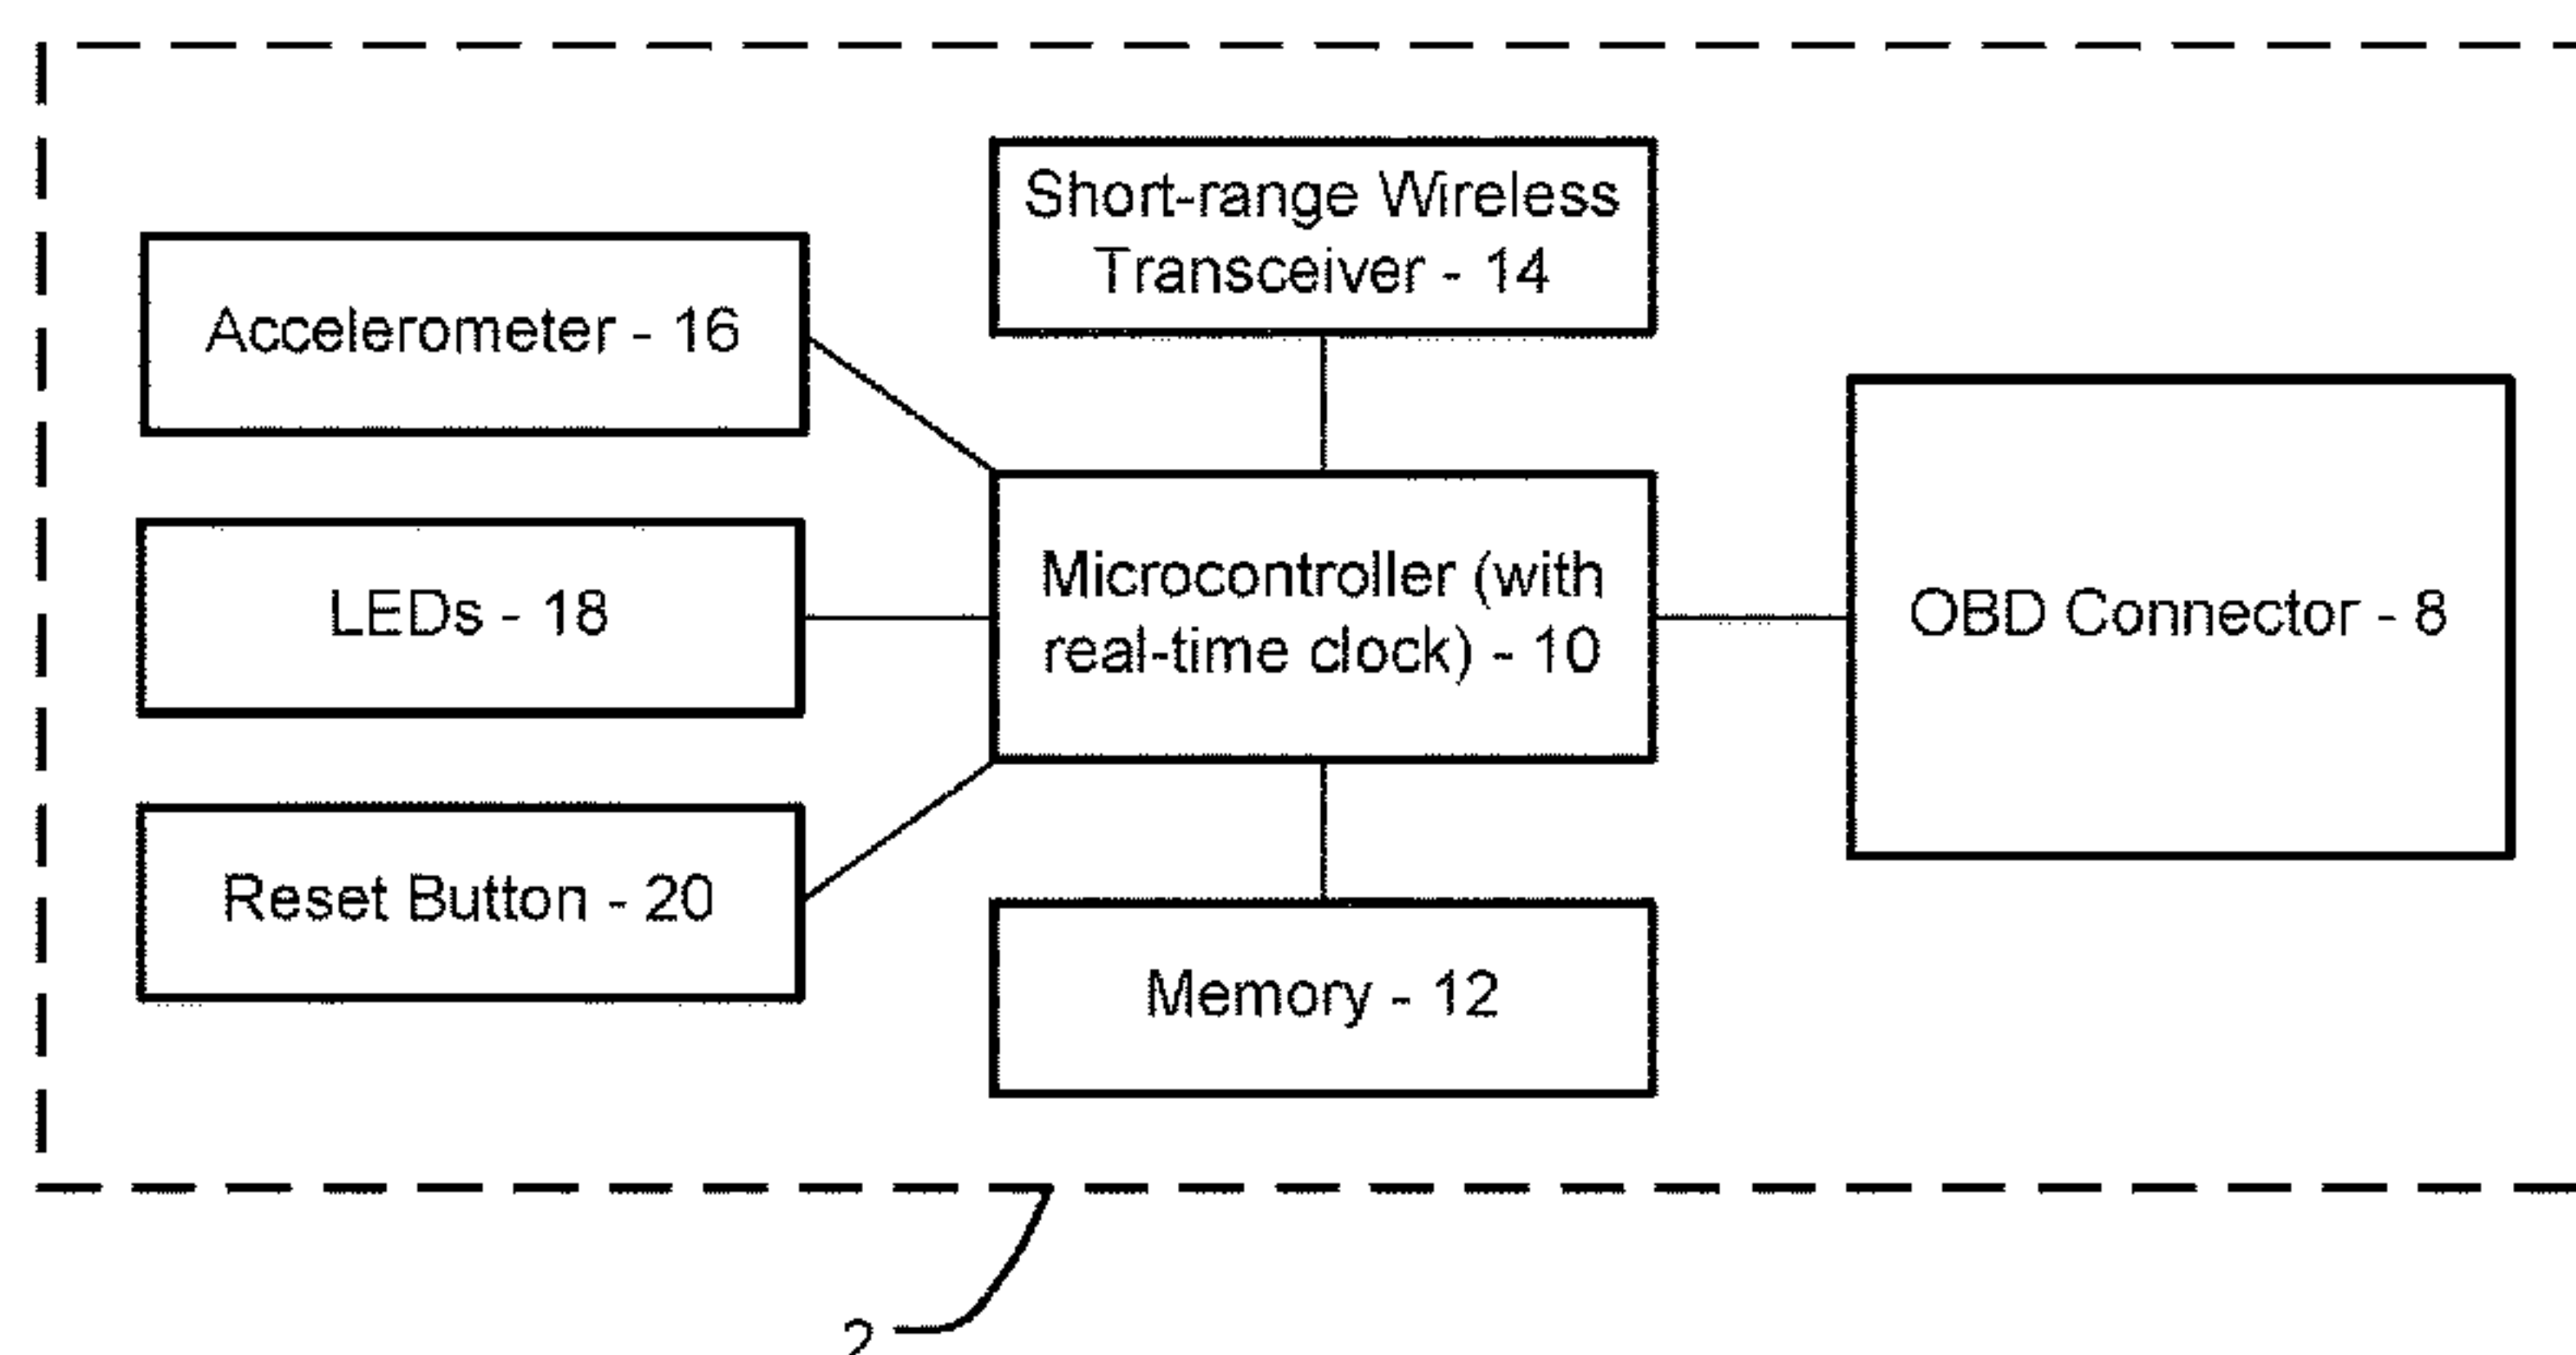 Short-range Wireless
Transceiver - 14
Accelerometer - 16
Microcontroller (with
real-time clock) - 10
OBD Connector - 8
LEDs - 18
Reset Button - 20
Memory - 12
2